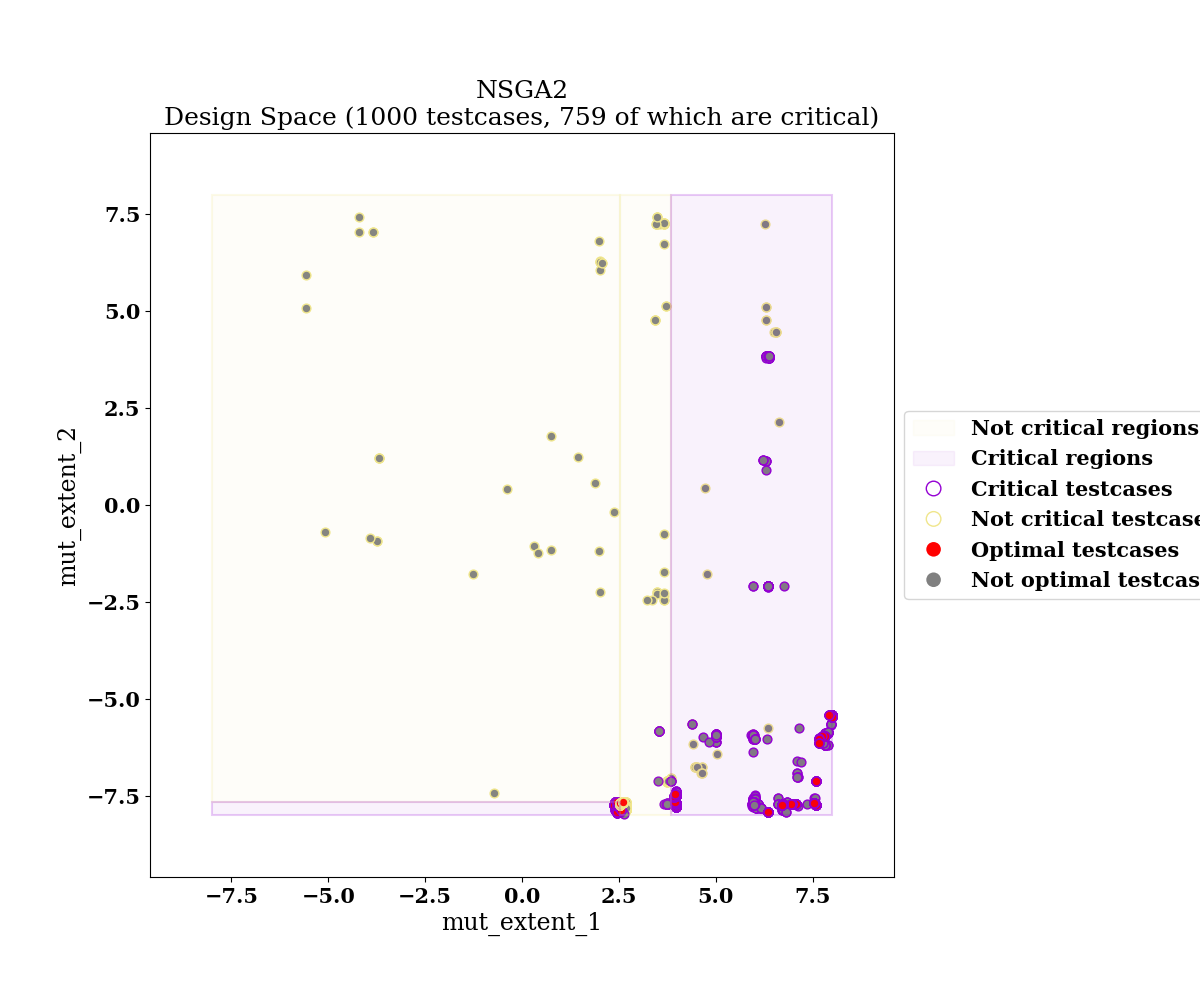 NSGA2
Design Space (1000 testcases, 759 of which are critical)
7.5
5.0
2.5
0.0
−2.5
−5.0
−7.5
mut_extent_2
−7.5 −5.0 −2.5 0.0 2.5 5.0 7.5
mut_extent_1
Not critical regions
Critical regions
Critical testcases
Not critical testcase
Optimal testcases
Not optimal testcas